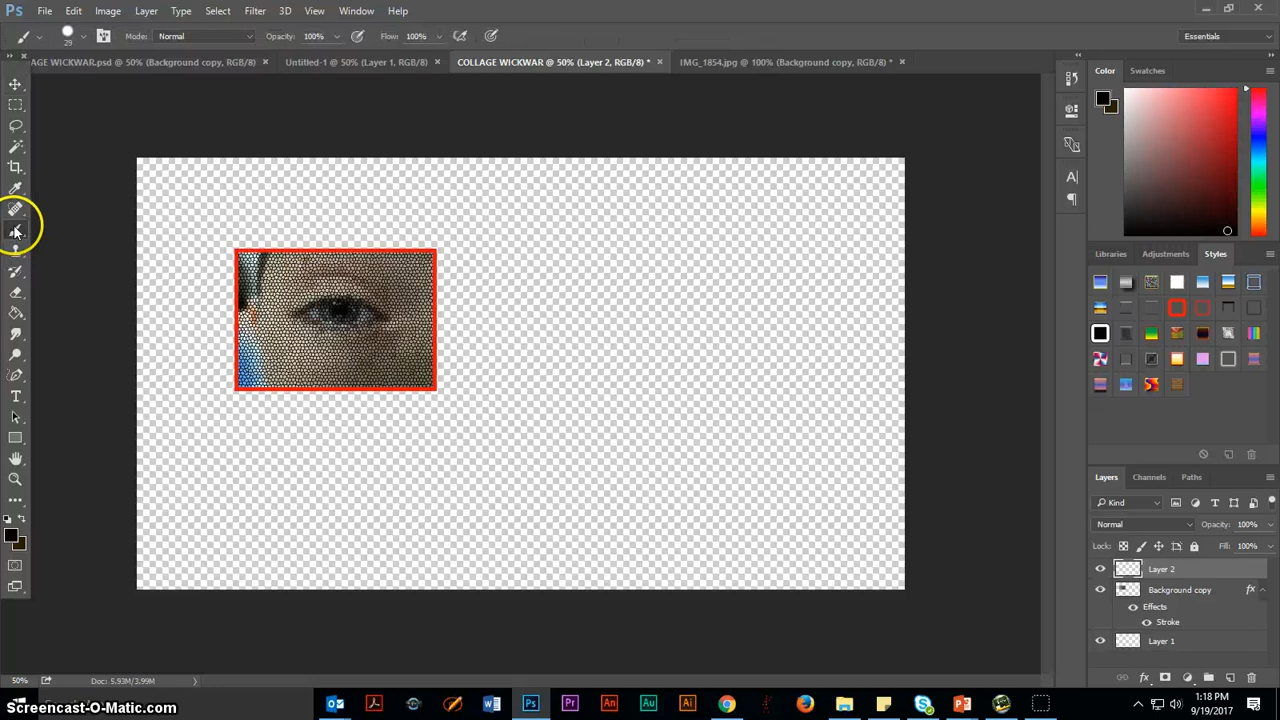 Ps File Edit Image Layer Type Select Filter 3D View Window Help
29 Mode: Normal Opacity: 100% Flow: 100% Essentials
AGE WICKWAR.psd @ 50% (Background copy, RGB/8) × Untitled-1 @ 50% (Layer 1, RGB/8) × COLLAGE WICKWAR @ 50% (Layer 2, RGB/8) * × IMG_1854.jpg @ 100% (Background copy, RGB/8) * ×
Color Swatches
Libraries Adjustments Styles
Layers Channels Paths
Kind
Normal Opacity: 100%
Lock: Fill: 100%
Layer 2
Background copy fx
Effects
Stroke
Layer 1
50% Doc: 5.93M/3.99M
1:18 PM
9/19/2017
Screencast-O-Matic.com